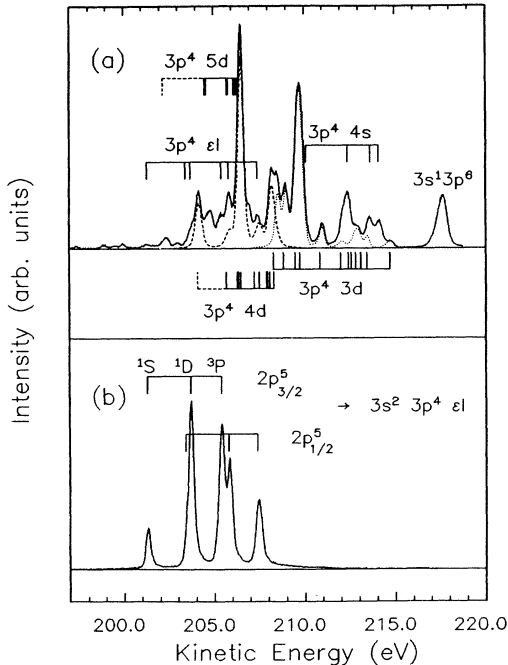 (a)
3p⁴ 5d
3p⁴ εl
3p⁴ 4s
3s¹3p⁶
3p⁴ 4d
3p⁴ 3d
Intensity (arb. units)
(b)
¹S ¹D ³P
2p⁵₃/₂
→ 3s² 3p⁴ εl
2p⁵₁/₂
200.0 205.0 210.0 215.0 220.0
Kinetic Energy (eV)